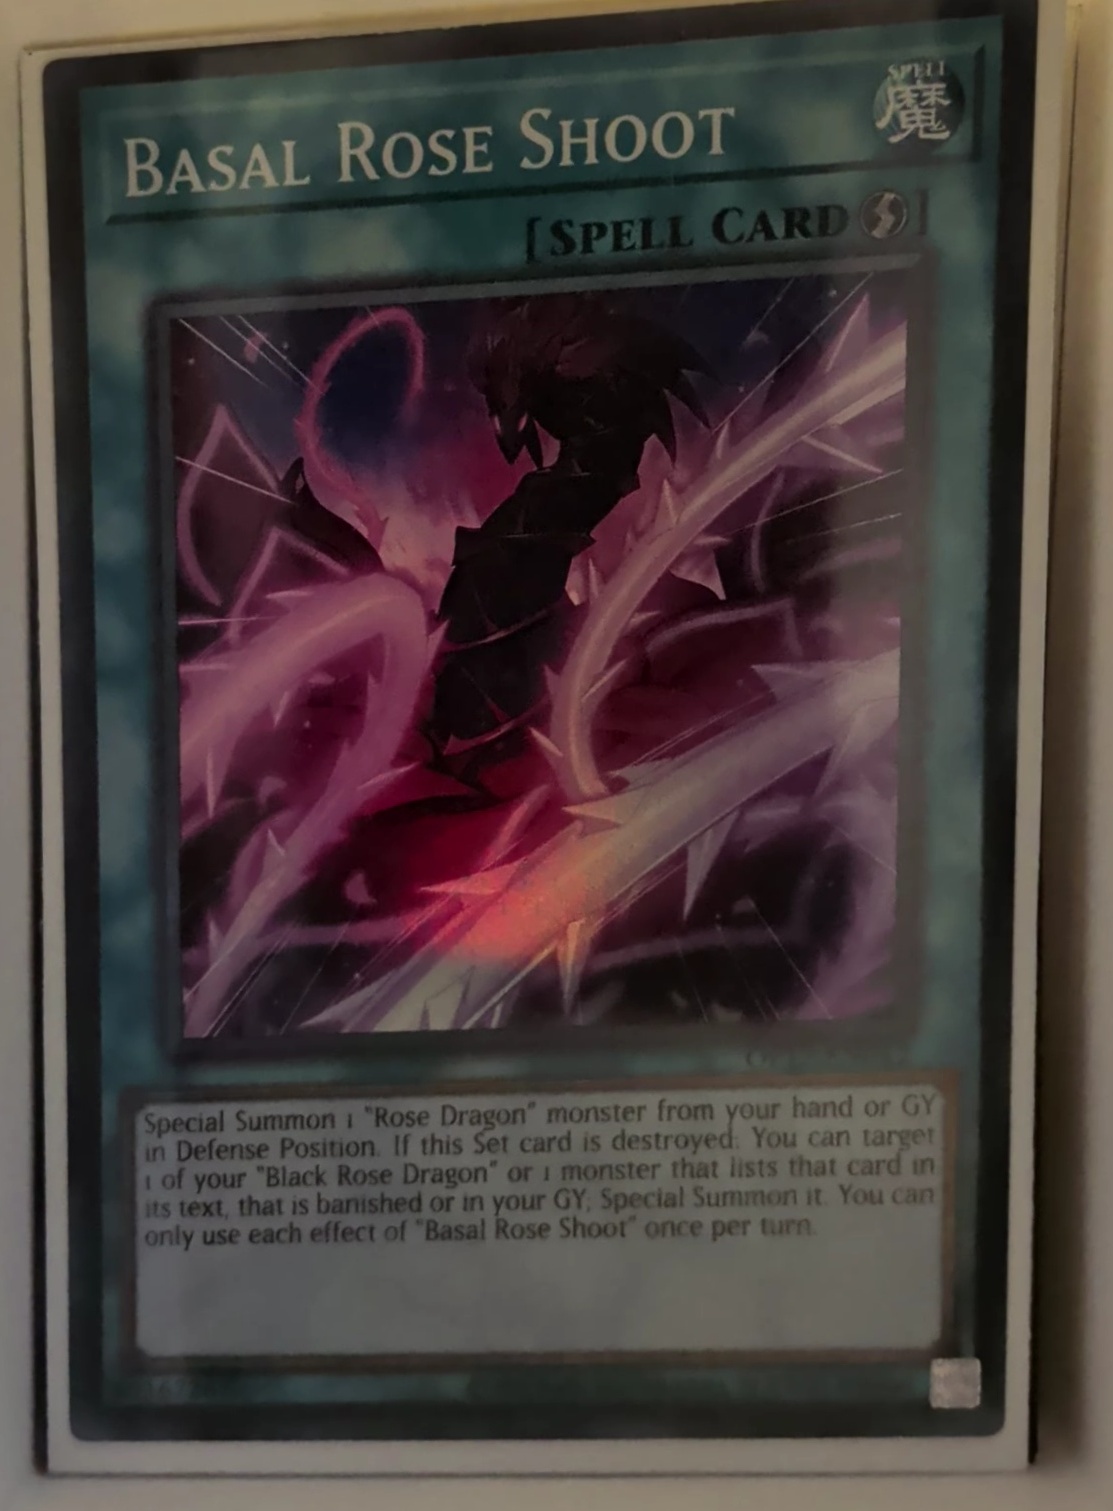 BASAL ROSE SHOOT
SPELL
魔
[SPELL CARD]
Special Summon 1 "Rose Dragon" monster from your hand or GY
in Defense Position. If this Set card is destroyed: You can target
1 of your "Black Rose Dragon" or 1 monster that lists that card in
its text, that is banished or in your GY; Special Summon it. You can
only use each effect of "Basal Rose Shoot" once per turn.